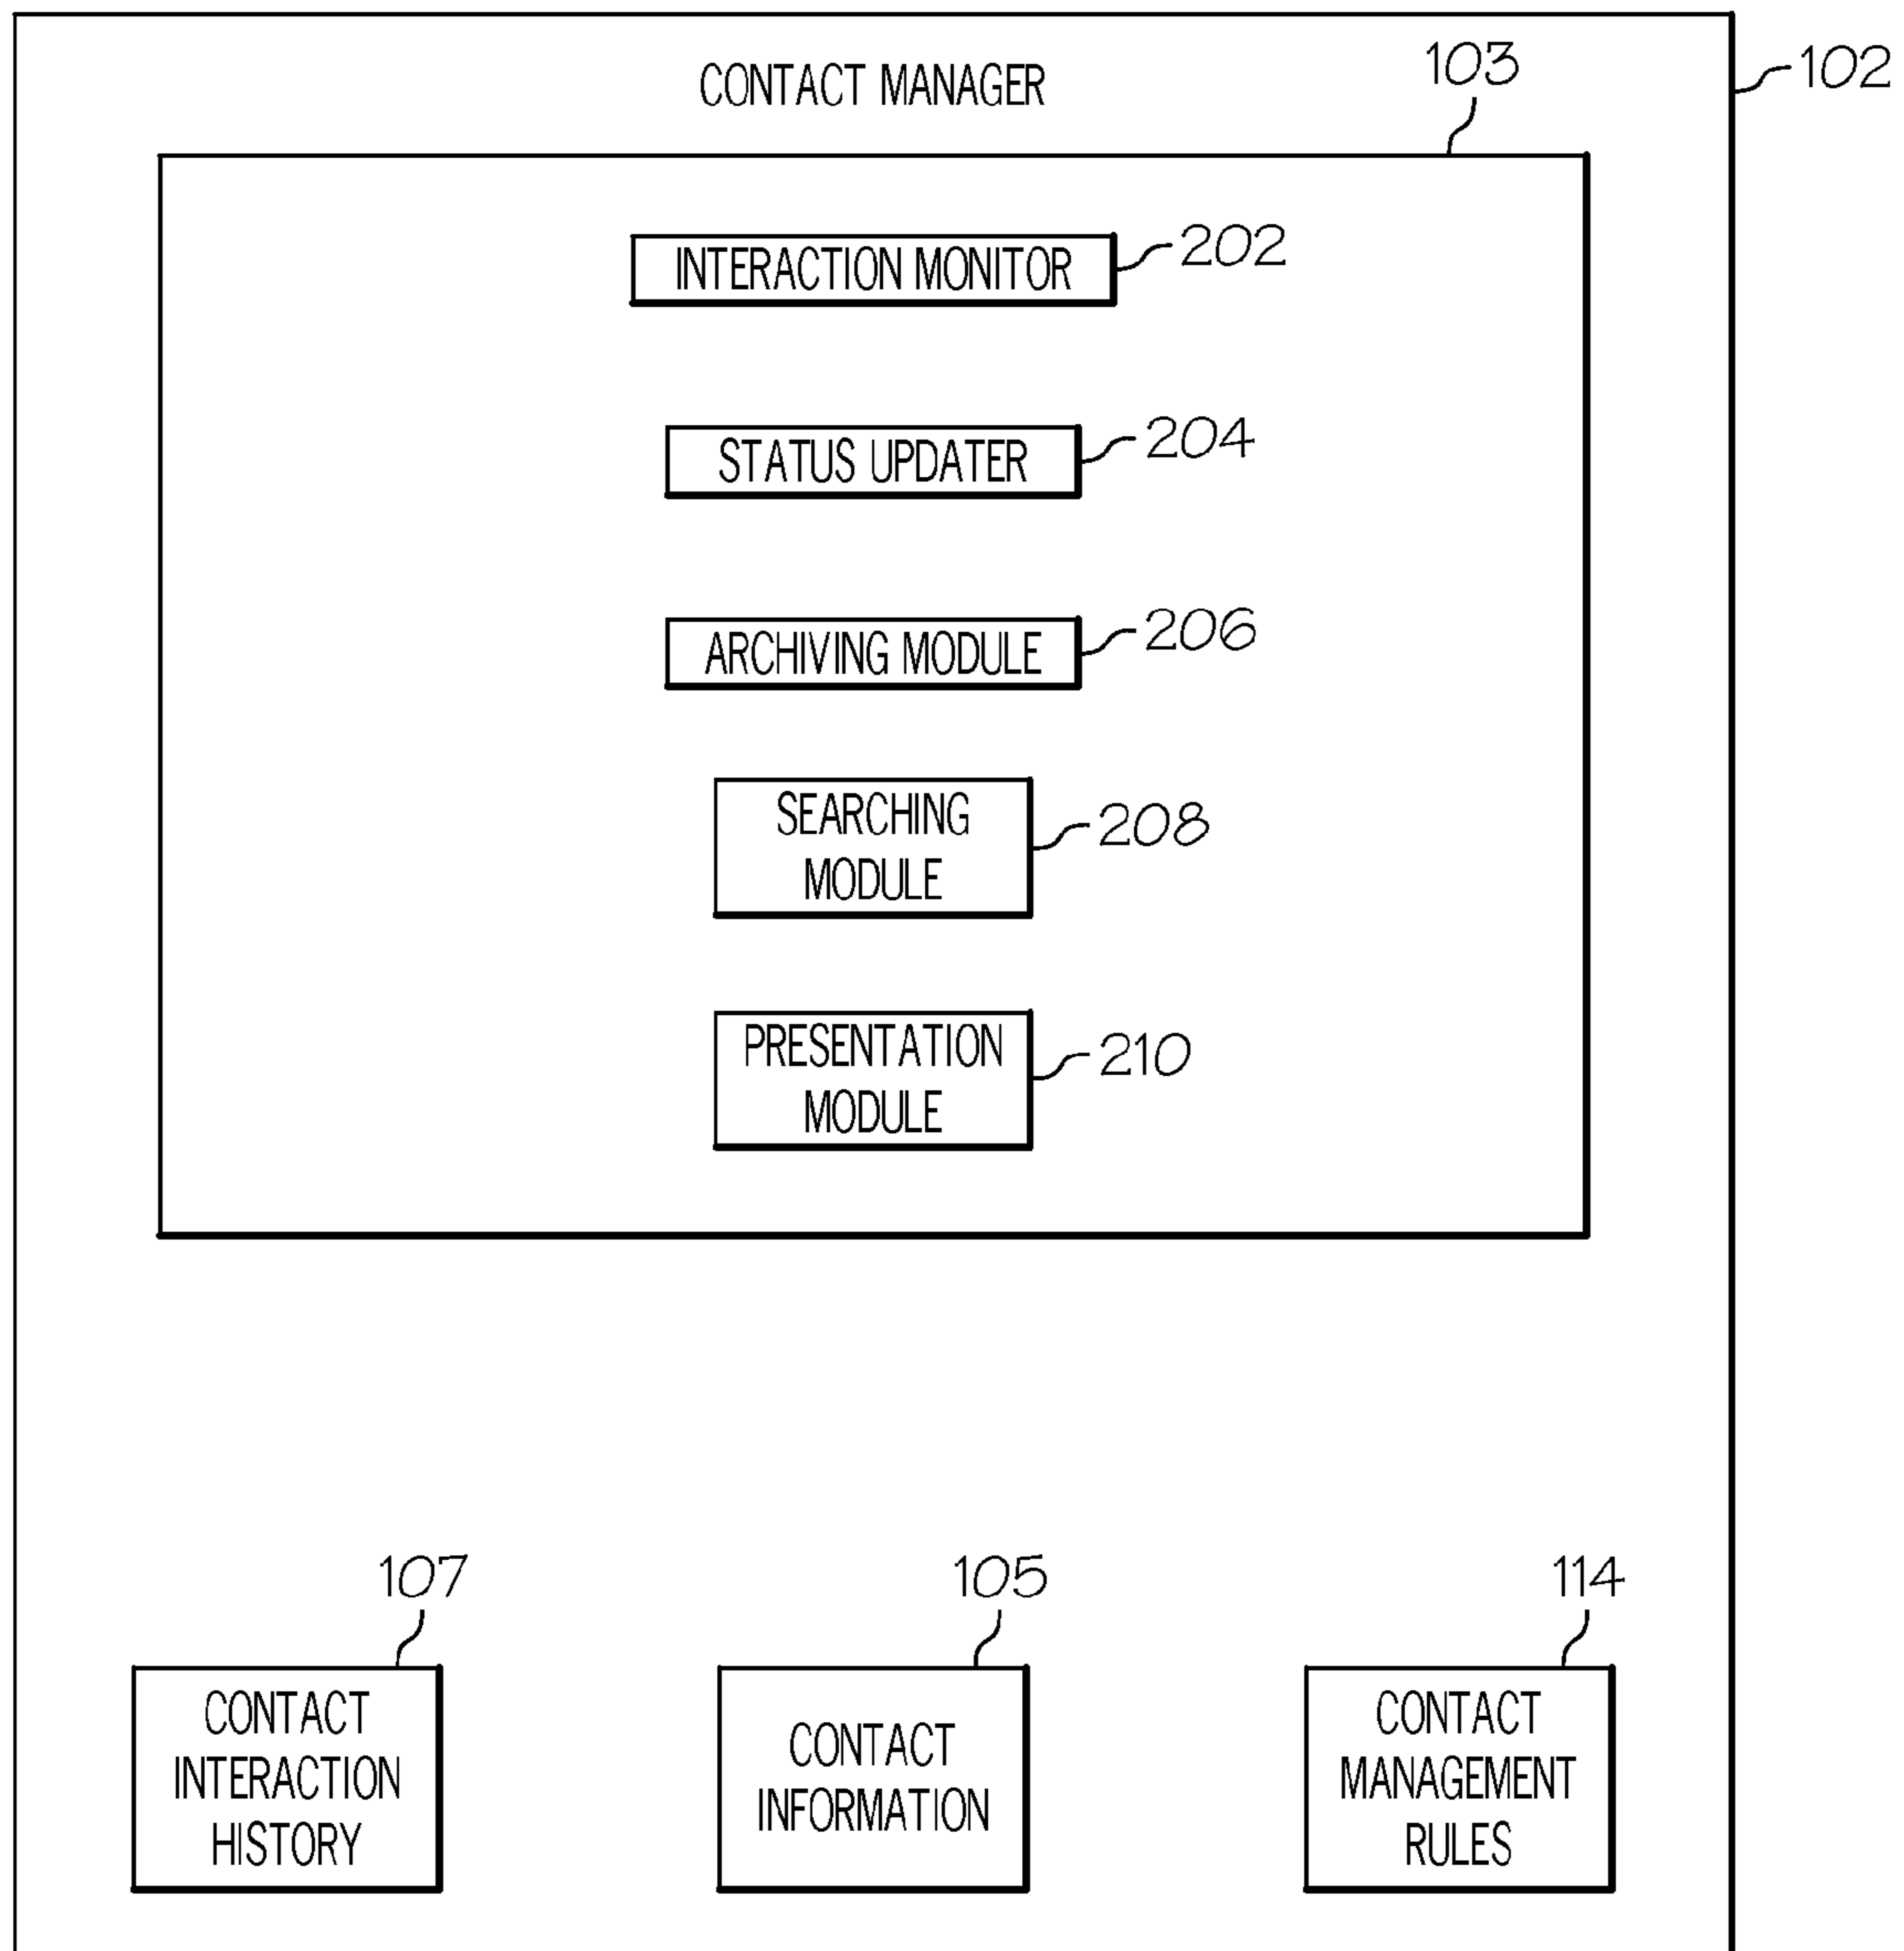 CONTACT MANAGER
103
102
INTERACTION MONITOR
202
STATUS UPDATER
204
ARCHIVING MODULE
206
SEARCHING
MODULE
208
PRESENTATION
MODULE
210
107
CONTACT
INTERACTION
HISTORY
105
CONTACT
INFORMATION
114
CONTACT
MANAGEMENT
RULES